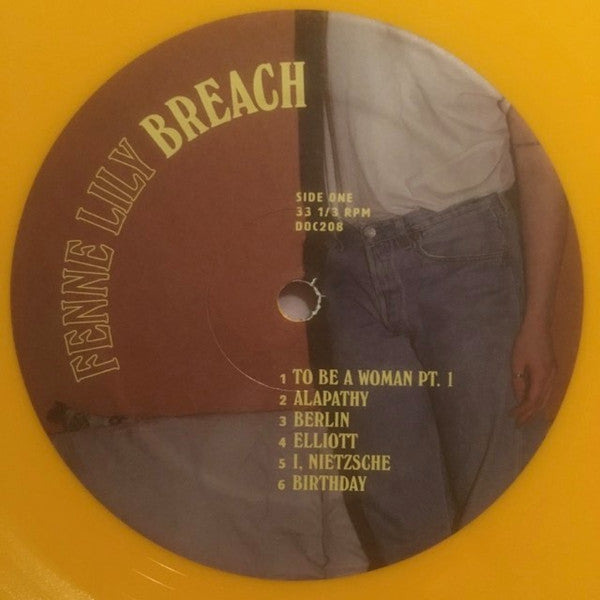 FENNE LILY BREACH
SIDE ONE
33 1/3 RPM
DOC208
1 TO BE A WOMAN PT. 1
2 ALAPATHY
3 BERLIN
4 ELLIOTT
5 I, NIETZSCHE
6 BIRTHDAY